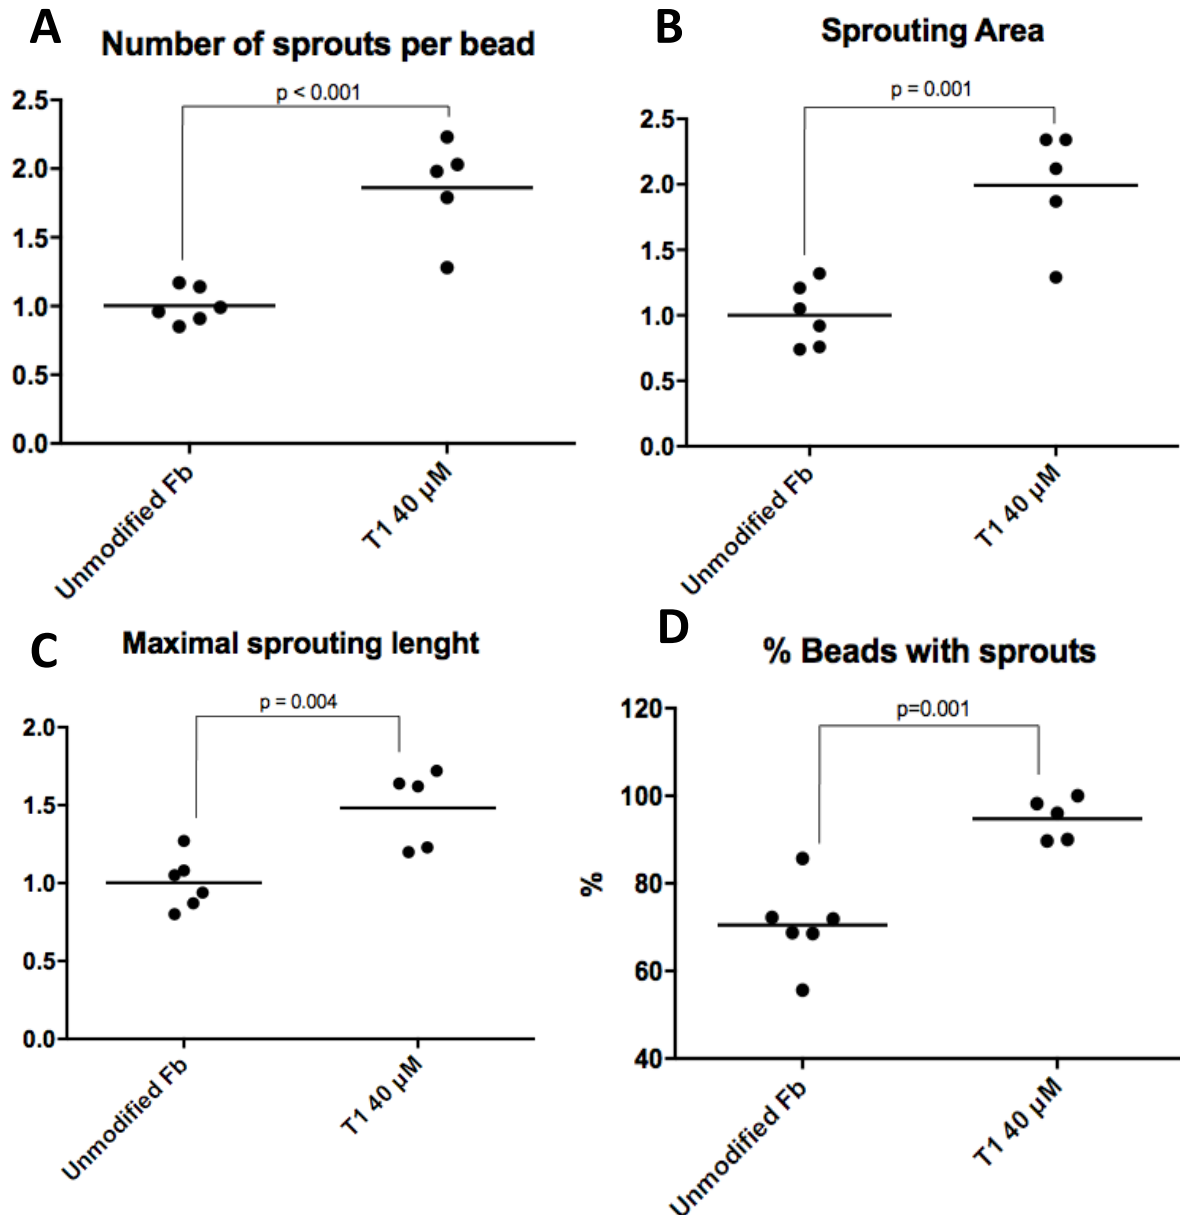 A
Number of sprouts per bead
p < 0.001
2.5
2.0
1.5
1.0
0.5
0.0
Unmodified Fb
T1 40 µM
B
Sprouting Area
p = 0.001
2.5
2.0
1.5
1.0
0.5
0.0
Unmodified Fb
T1 40 µM
C
Maximal sprouting lenght
p = 0.004
2.0
1.5
1.0
0.5
0.0
Unmodified Fb
T1 40 µM
D
% Beads with sprouts
p=0.001
120
100
80
60
40
%
Unmodified Fb
T1 40 µM